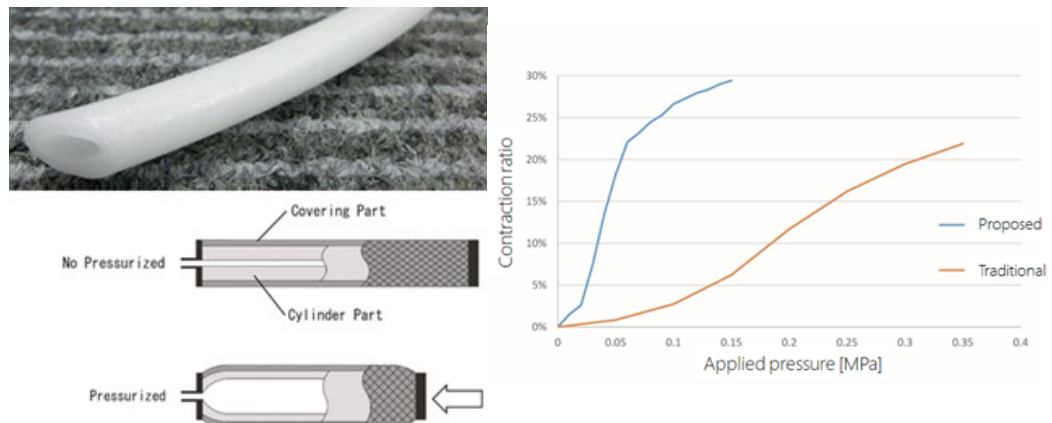 Covering Part
No Pressurized
Cylinder Part
Pressurized
Contraction ratio
30%
25%
20%
15%
10%
5%
0%
0
0.05
0.1
0.15
0.2
0.25
0.3
0.35
0.4
Applied pressure [MPa]
Proposed
Traditional